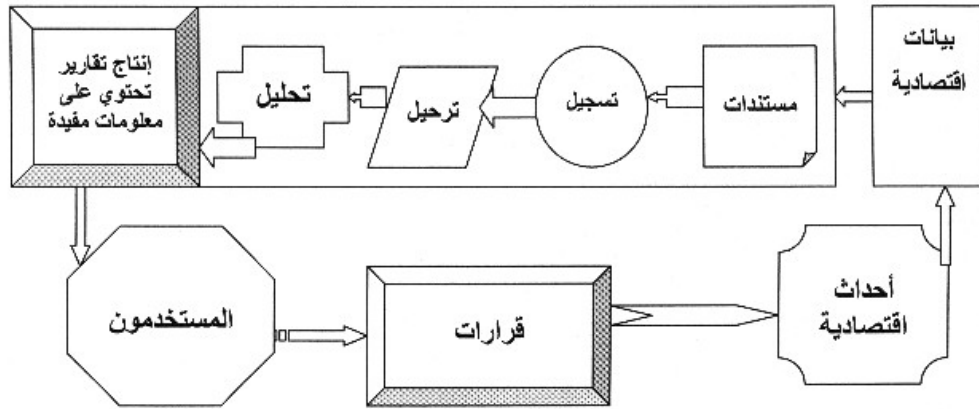 بيانات
اقتصادية
مستندات
تسجيل
ترحيل
تحليل
إنتاج تقارير
تحتوي على
معلومات مفيدة
المستخدمون
قرارات
أحداث
اقتصادية